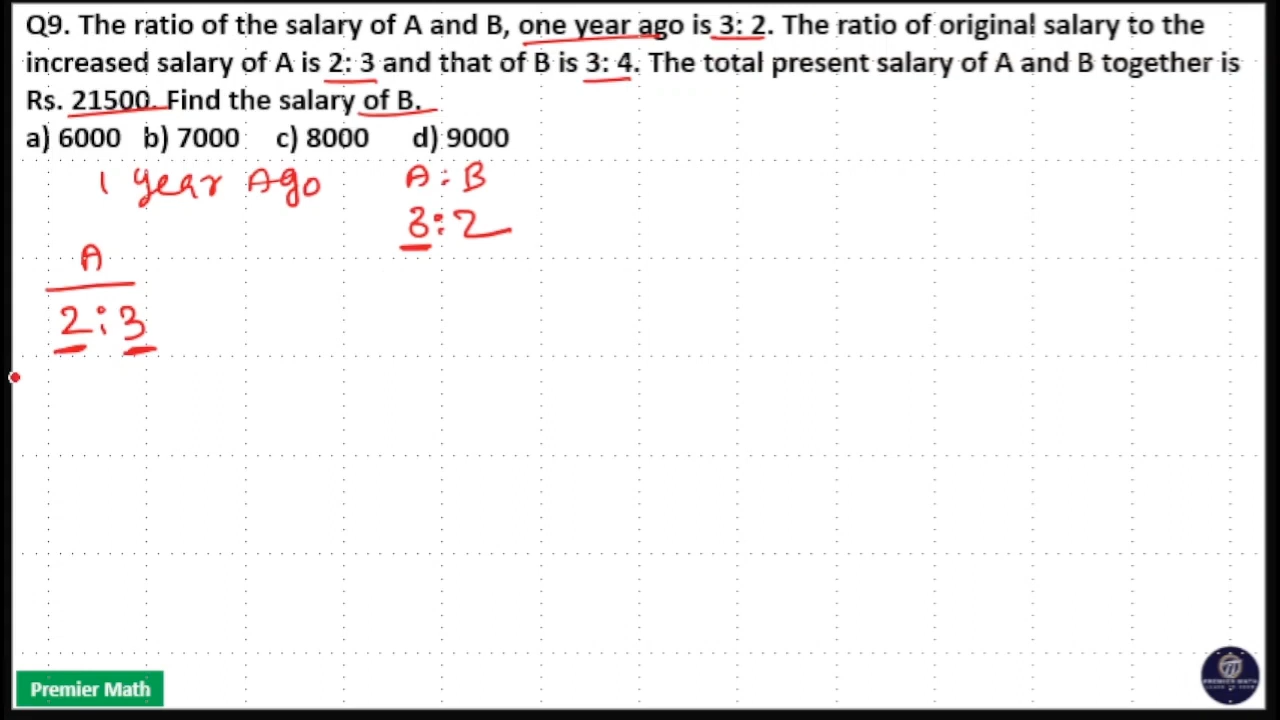 Q9. The ratio of the salary of A and B, one year ago is 3: 2. The ratio of original salary to the
increased salary of A is 2: 3 and that of B is 3: 4. The total present salary of A and B together is
Rs. 21500. Find the salary of B.
a) 6000 b) 7000 c) 8000 d) 9000
1 year Ago A : B
3 : 2
A
2 : 3
Premier Math
PREMIER MATH